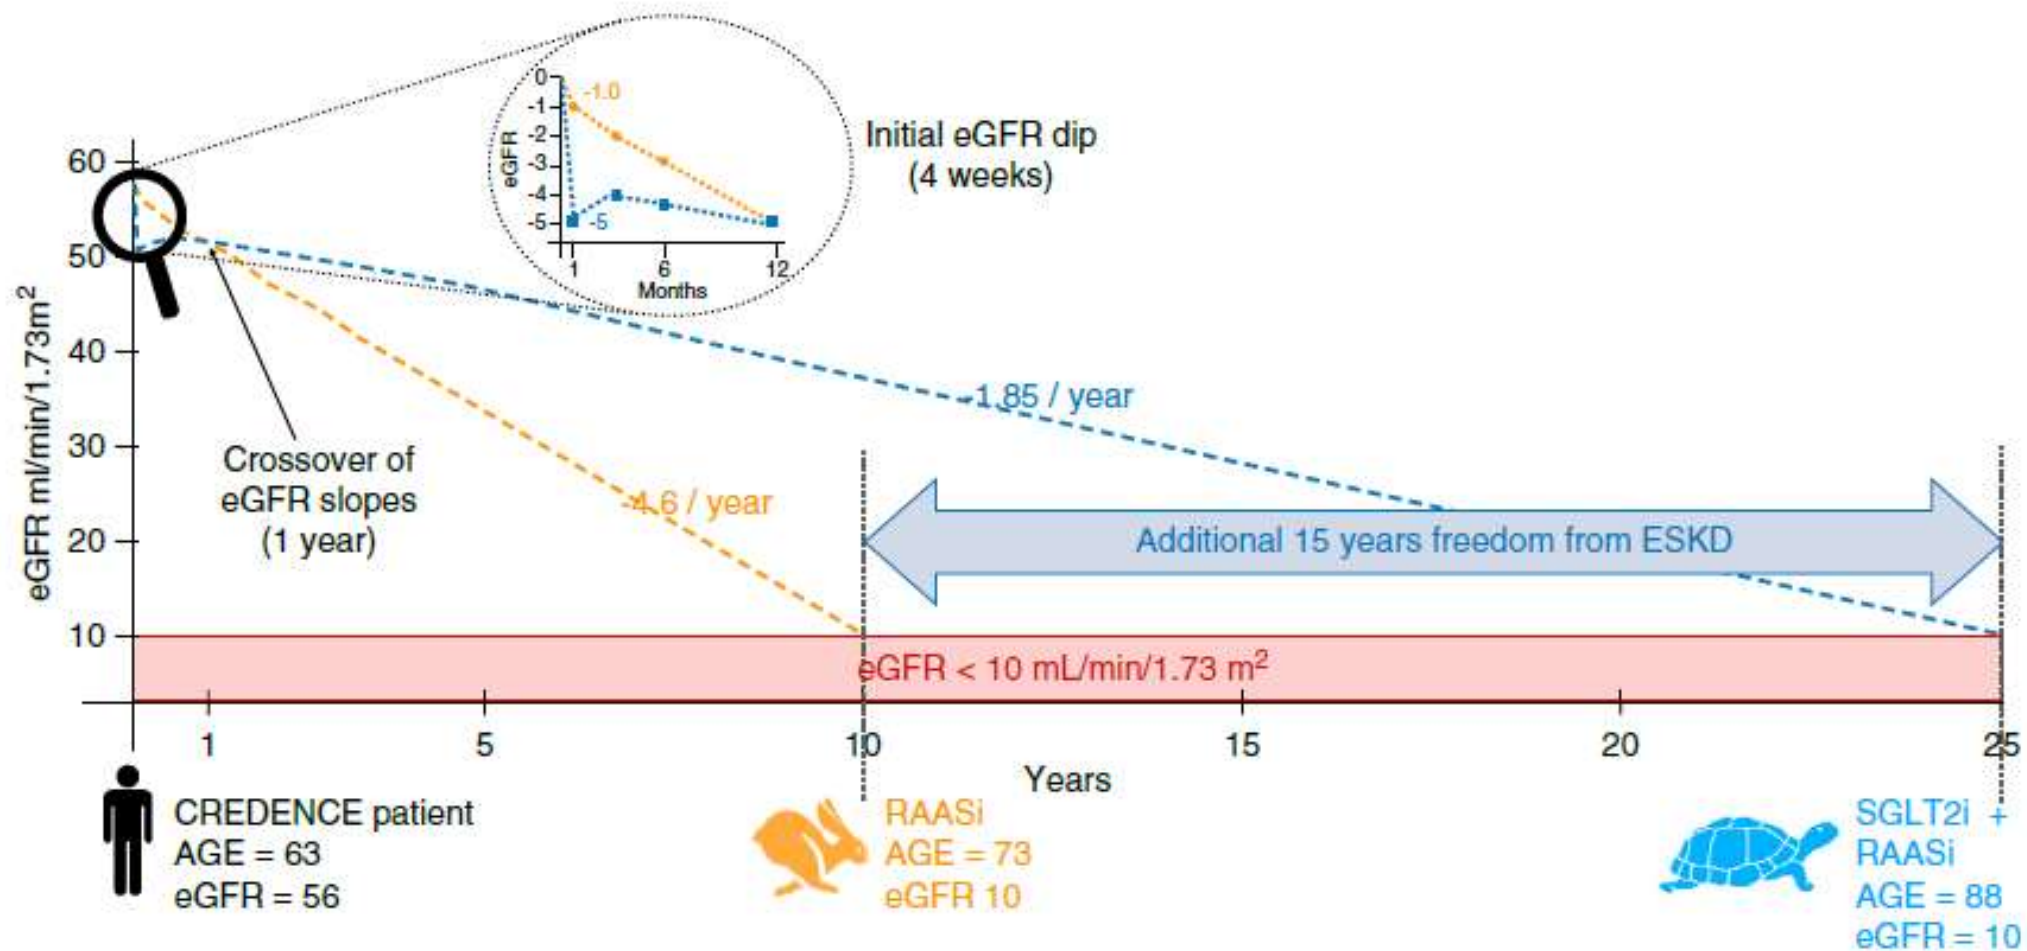 0
-1
-2
-3
-4
-5
eGFR
-1.0
-5
1
6
12
Months
Initial eGFR dip
(4 weeks)
60
50
40
30
20
10
eGFR ml/min/1.73m²
Crossover of
eGFR slopes
(1 year)
-1.85 / year
-4.6 / year
Additional 15 years freedom from ESKD
eGFR < 10 mL/min/1.73 m²
1
5
10
15
20
25
Years
CREDENCE patient
AGE = 63
eGFR = 56
RAASi
AGE = 73
eGFR 10
SGLT2i +
RAASi
AGE = 88
eGFR = 10